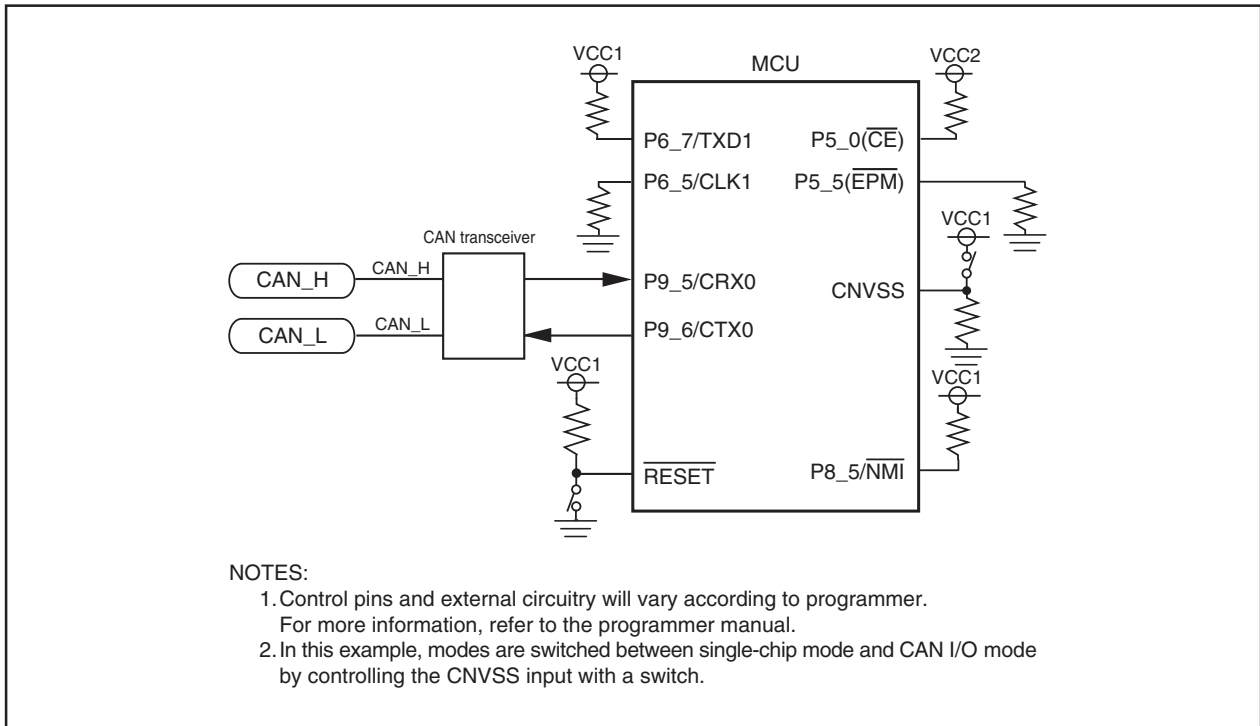 VCC1
MCU
VCC2
P6_7/TXD1
P5_0(CE)
P6_5/CLK1
P5_5(EPM)
CAN transceiver
VCC1
CAN_H
CAN_H
P9_5/CRX0
CNVSS
CAN_L
CAN_L
P9_6/CTX0
VCC1
VCC1
RESET
P8_5/NMI
NOTES:
1. Control pins and external circuitry will vary according to programmer.
For more information, refer to the programmer manual.
2. In this example, modes are switched between single-chip mode and CAN I/O mode
by controlling the CNVSS input with a switch.